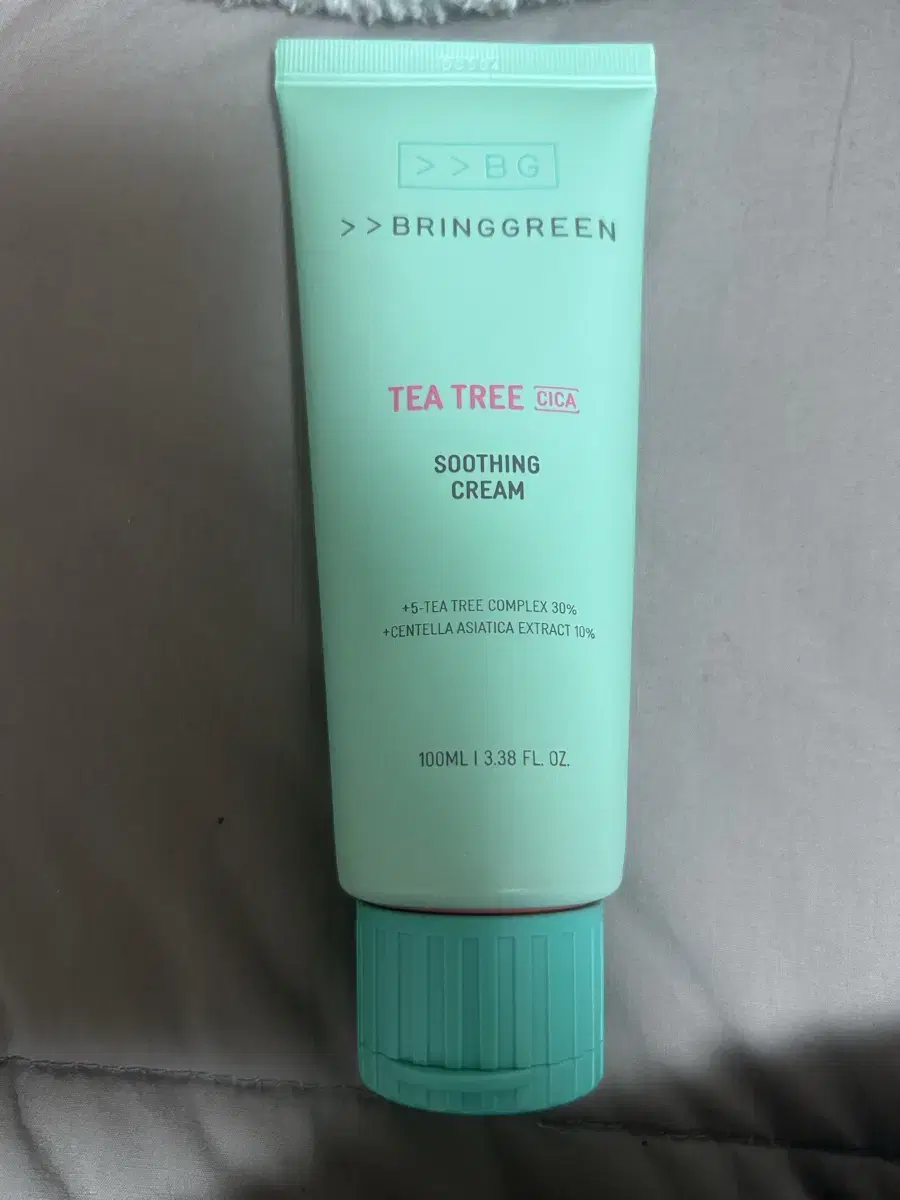 >>BG
>>BRINGGREEN
TEA TREE CICA
SOOTHING
CREAM
+5-TEA TREE COMPLEX 30%
+CENTELLA ASIATICA EXTRACT 10%
100ML | 3.38 FL. OZ.